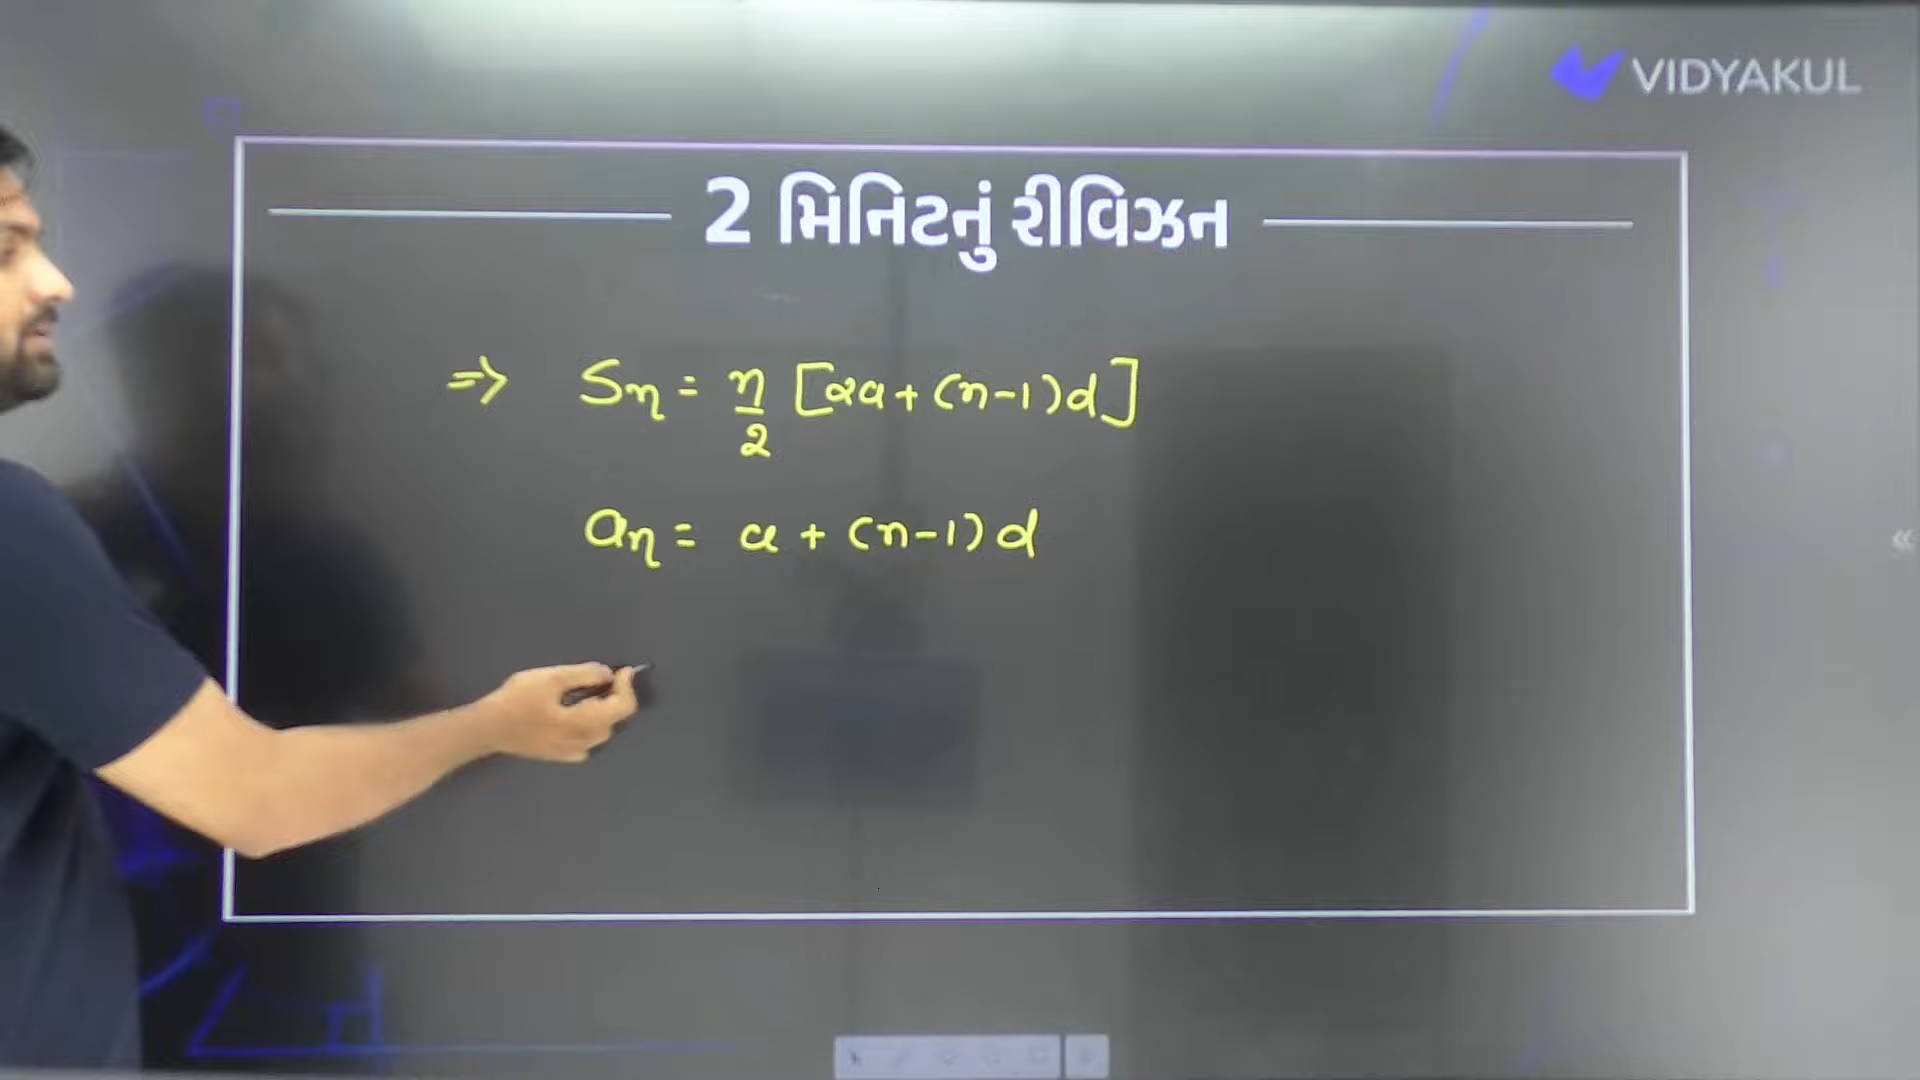 VIDYAKUL
2 મિનિટનું રીવિઝન
⇒ Sn = n/2 [2a + (n-1)d]
an = a + (n-1)d